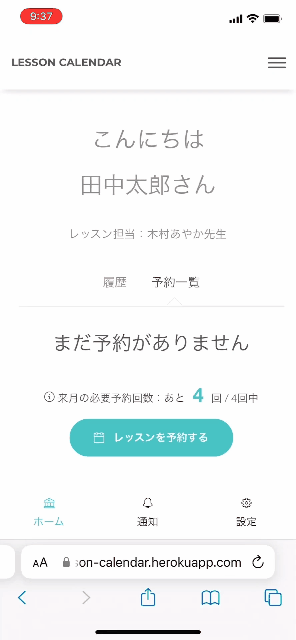 9:37
LESSON CALENDAR
こんにちは
田中太郎さん
レッスン担当：木村あやか先生
履歴 予約一覧
まだ予約がありません
来月の必要予約回数：あと 4 回 / 4回中
レッスンを予約する
ホーム 通知 設定
AA son-calendar.herokuapp.com